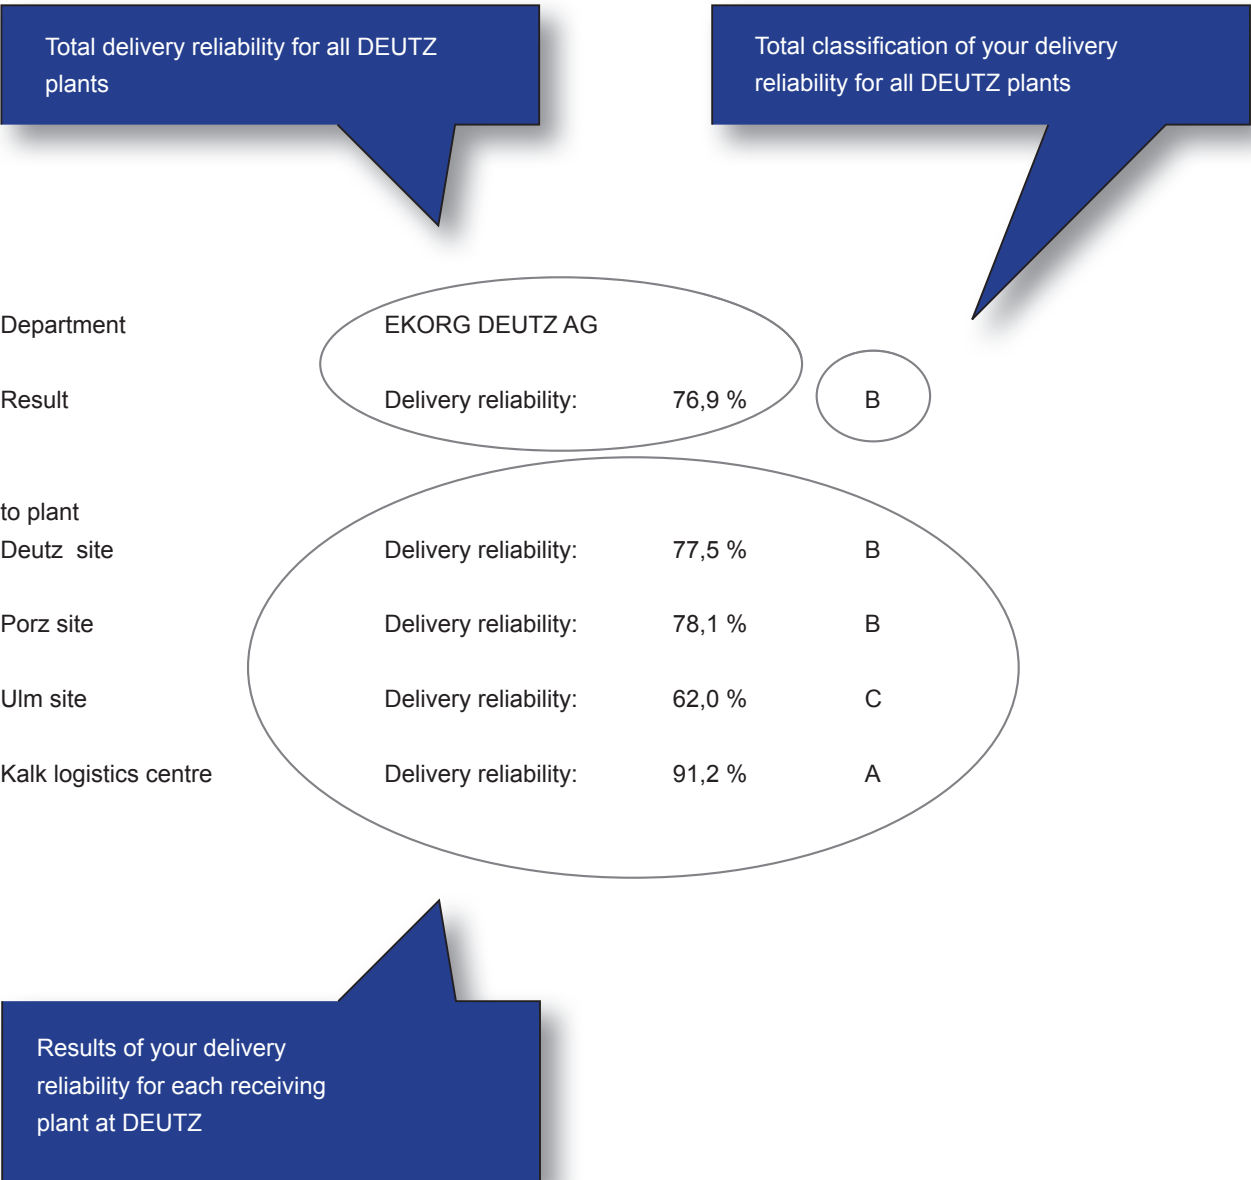 Total delivery reliability for all DEUTZ
plants
Total classification of your delivery
reliability for all DEUTZ plants
Department EKORG DEUTZ AG
Result Delivery reliability: 76,9 % B
to plant
Deutz site Delivery reliability: 77,5 % B
Porz site Delivery reliability: 78,1 % B
Ulm site Delivery reliability: 62,0 % C
Kalk logistics centre Delivery reliability: 91,2 % A
Results of your delivery
reliability for each receiving
plant at DEUTZ